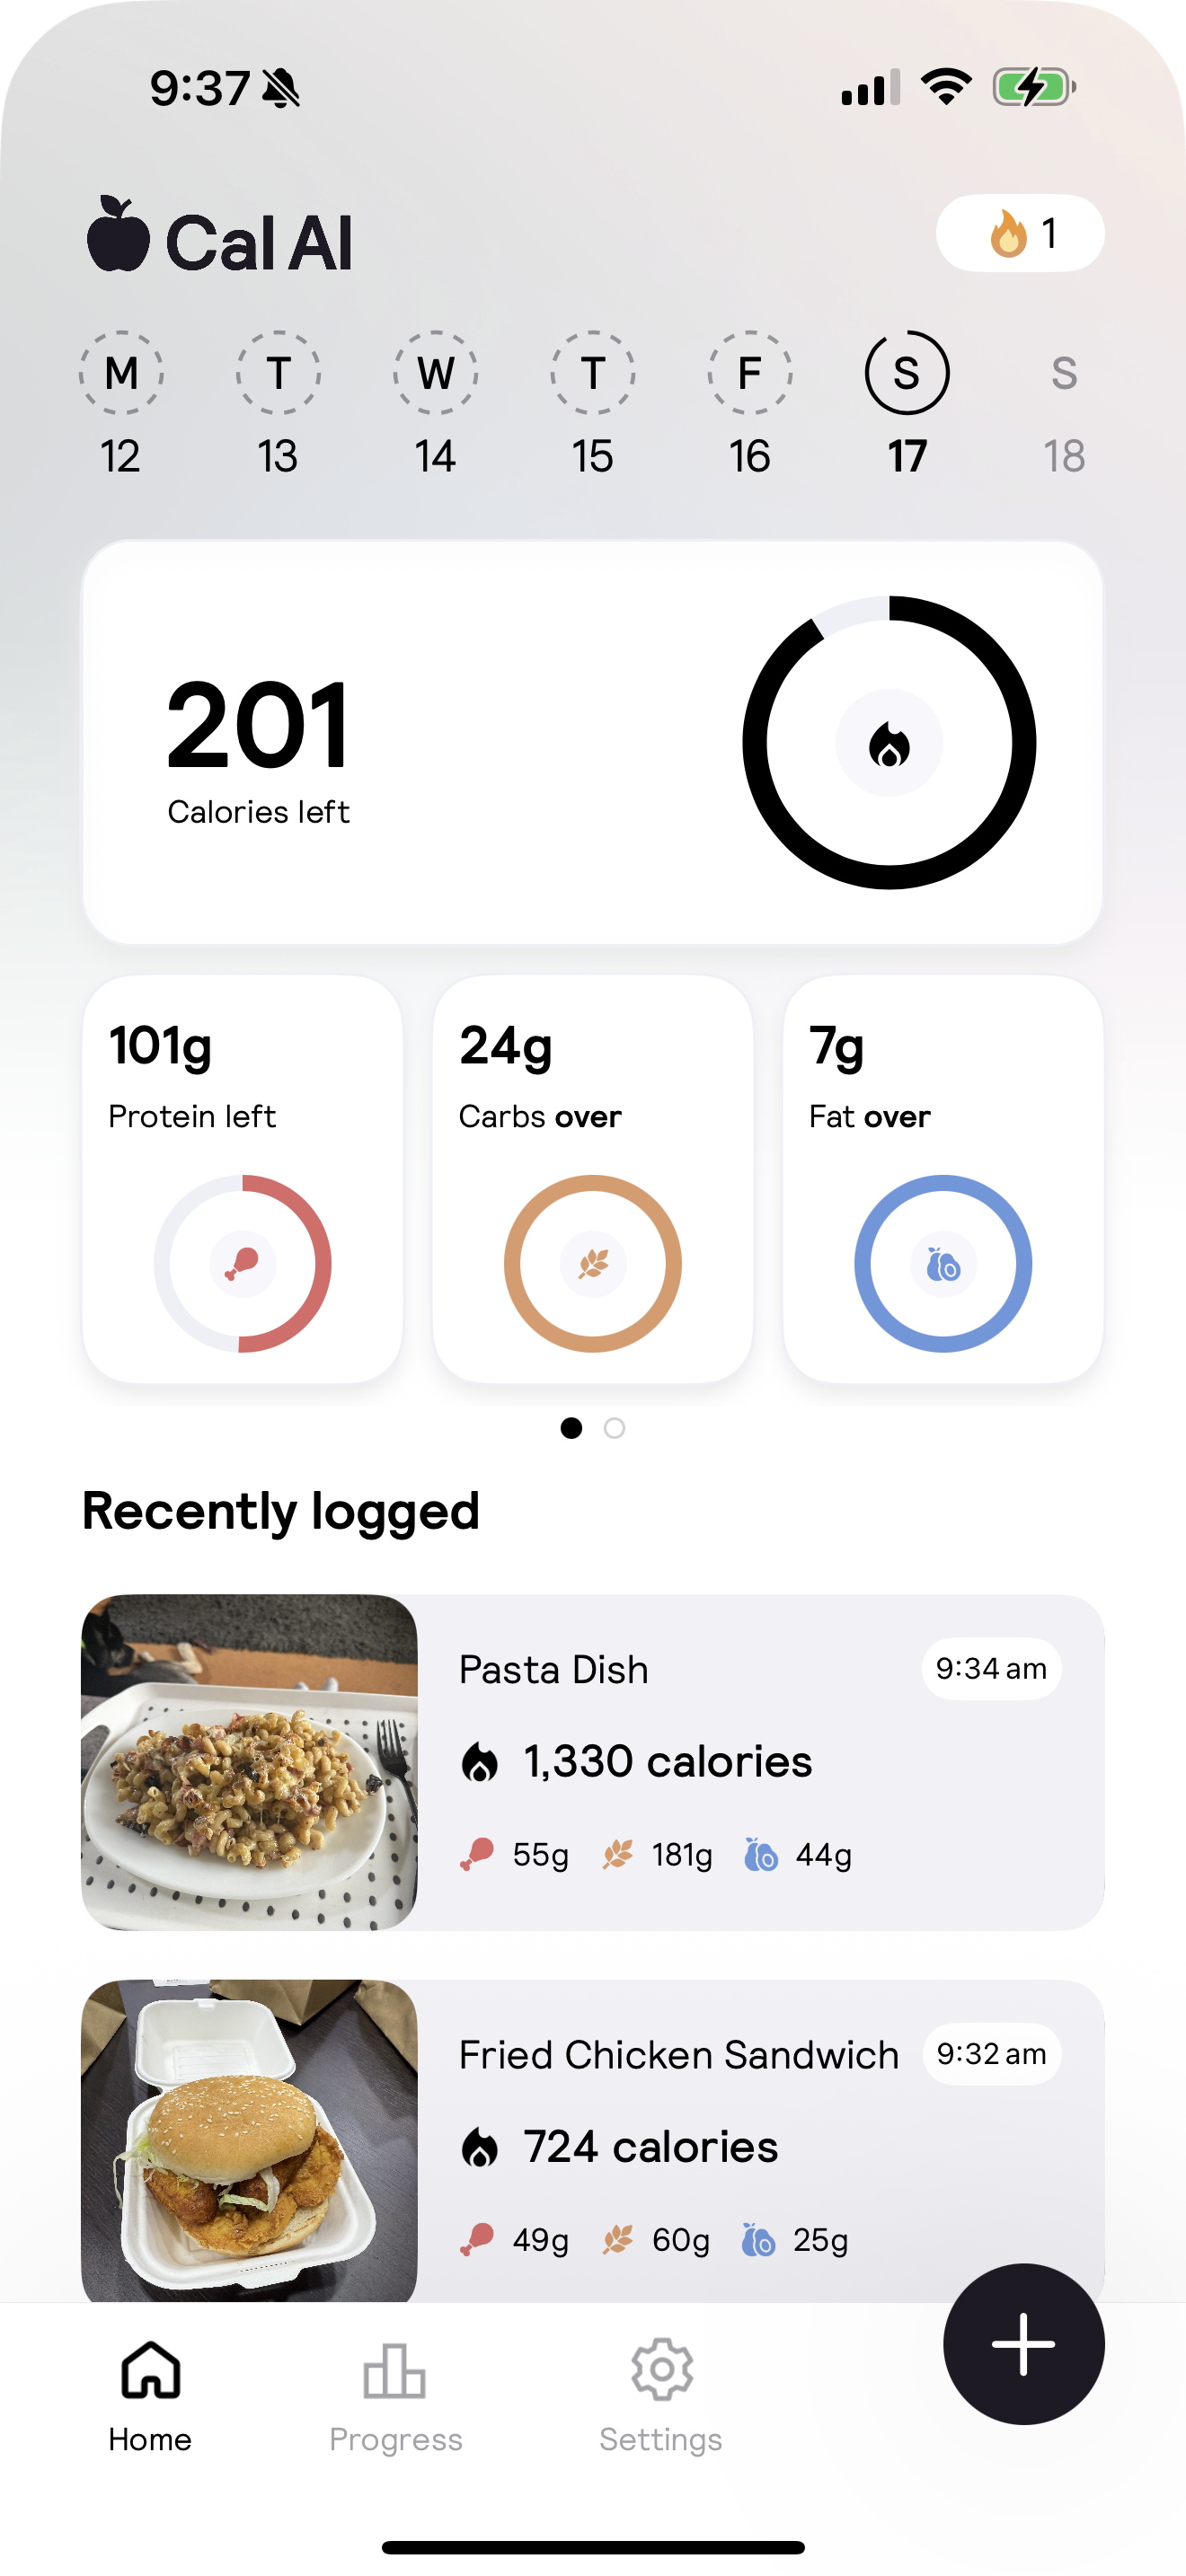 9:37
Cal AI
1
M T W T F S S
12 13 14 15 16 17 18
201
Calories left
101g
Protein left
24g
Carbs over
7g
Fat over
Recently logged
Pasta Dish
9:34 am
1,330 calories
55g 181g 44g
Fried Chicken Sandwich
9:32 am
724 calories
49g 60g 25g
Home
Progress
Settings